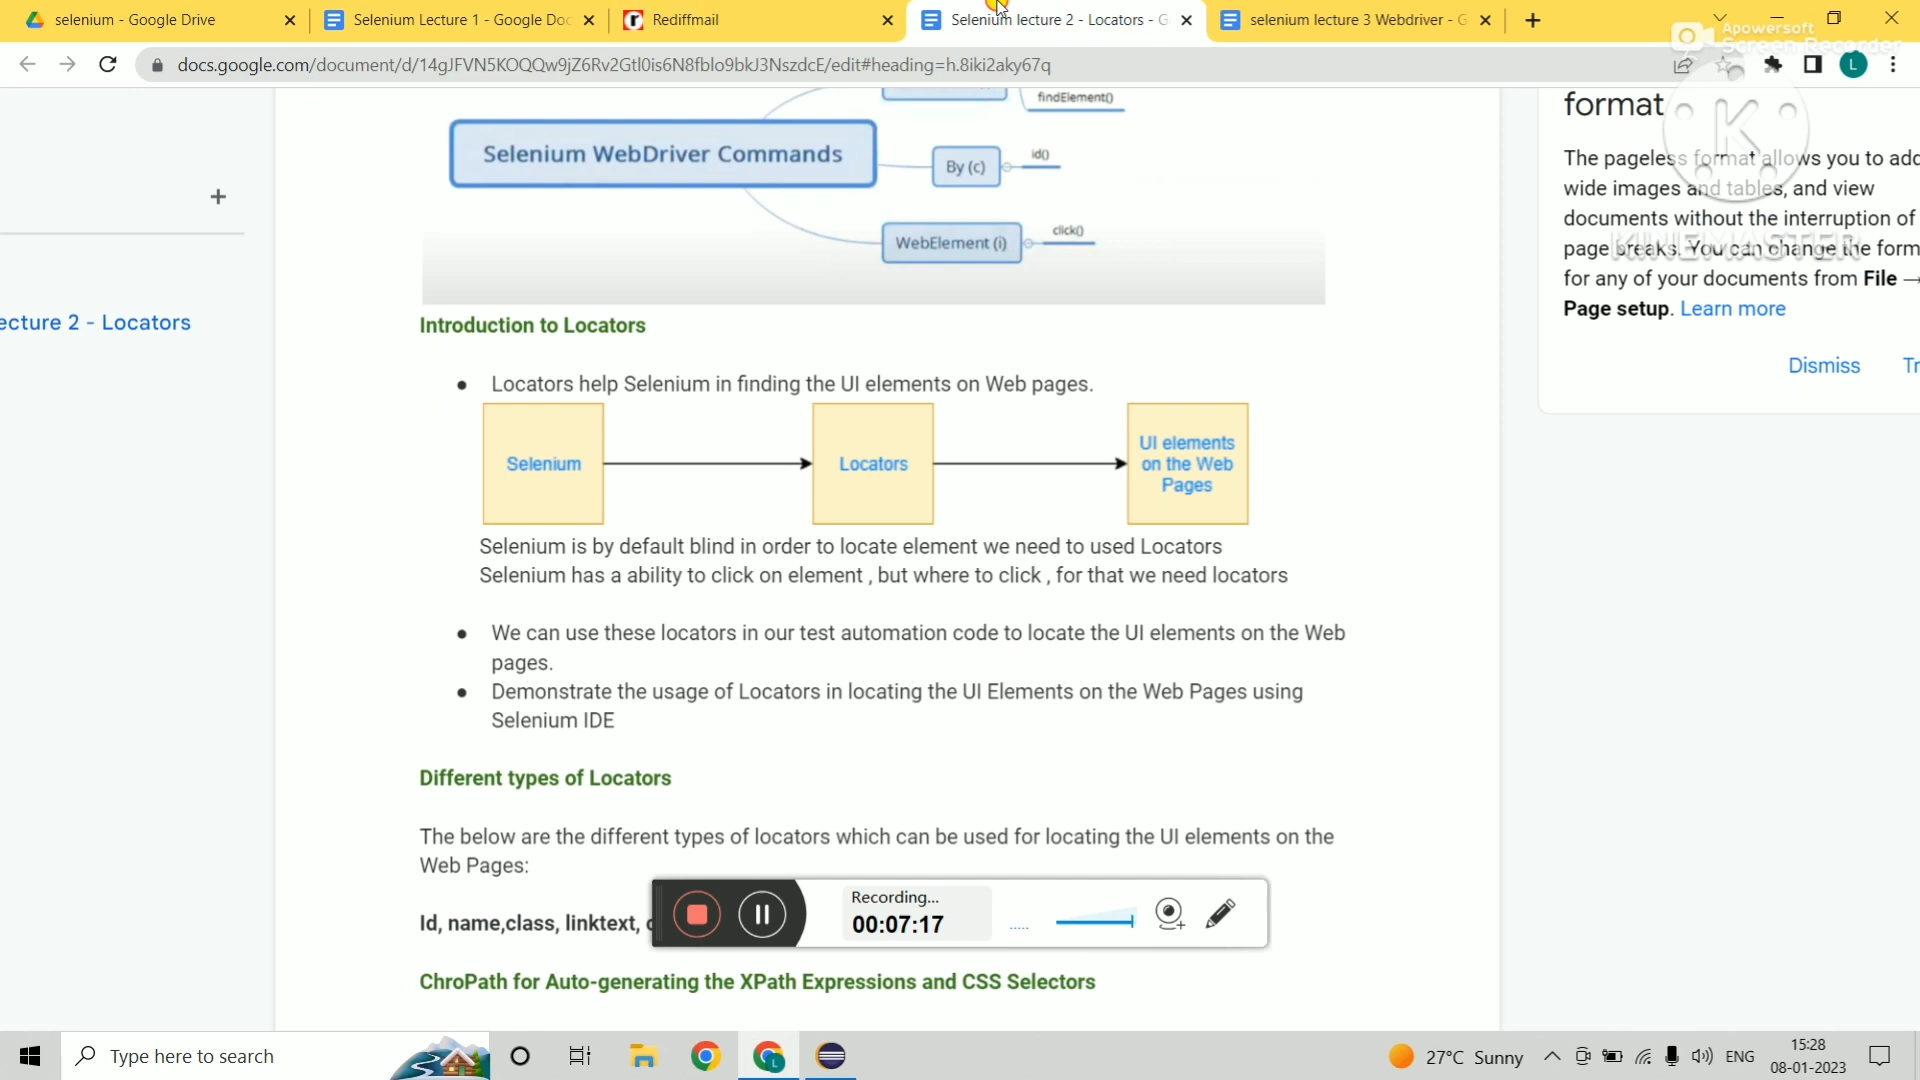 selenium - Google Drive
Selenium Lecture 1 - Google Doc
Rediffmail
Selenium lecture 2 - Locators - G
selenium lecture 3 Webdriver - G
Apowersoft
Screen Recorder
docs.google.com/document/d/14gJFVN5KOQQw9jZ6Rv2Gtl0is6N8fblo9bkJ3NszdcE/edit#heading=h.8iki2aky67q
L
findElement()
Selenium WebDriver Commands
By (c)
id()
WebElement (i)
click()
ecture 2 - Locators
format
The pageless format allows you to add
wide images and tables, and view
documents without the interruption of
page breaks. You can change the form
for any of your documents from File →
Page setup. Learn more
Dismiss
Tr
K
KINEMASTER
Introduction to Locators
● Locators help Selenium in finding the UI elements on Web pages.
Selenium
Locators
UI elements
on the Web
Pages
Selenium is by default blind in order to locate element we need to used Locators
Selenium has a ability to click on element , but where to click , for that we need locators
● We can use these locators in our test automation code to locate the UI elements on the Web
pages.
● Demonstrate the usage of Locators in locating the UI Elements on the Web Pages using
Selenium IDE
Different types of Locators
The below are the different types of locators which can be used for locating the UI elements on the
Web Pages:
Id, name,class, linktext,
Recording...
00:07:17
ChroPath for Auto-generating the XPath Expressions and CSS Selectors
Type here to search
L
27°C Sunny
ENG
15:28
08-01-2023